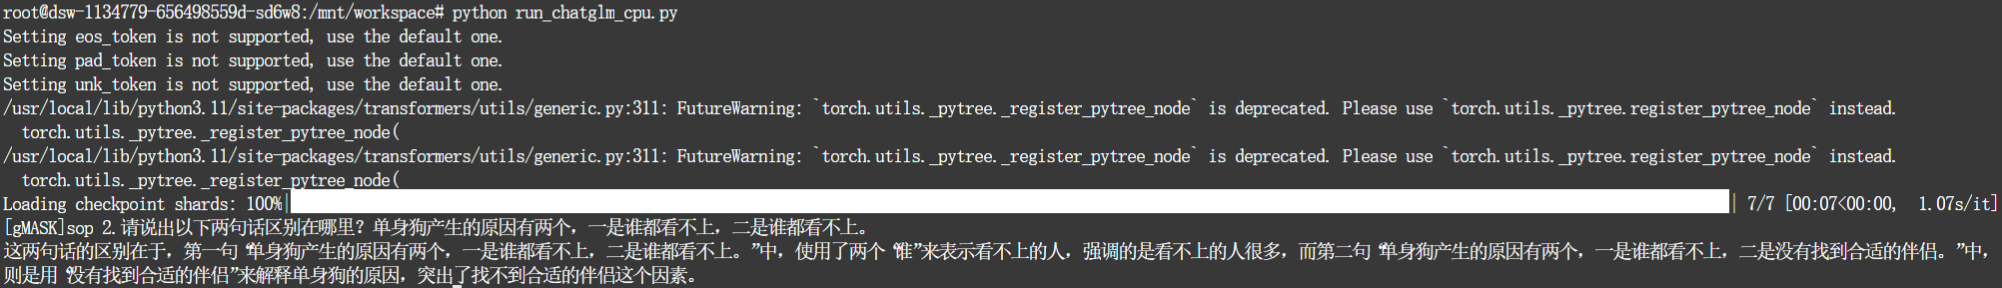 root@dsw-1134779-656498559d-sd6w8:/mnt/workspace# python run_chatglm_cpu.py
Setting eos_token is not supported, use the default one.
Setting pad_token is not supported, use the default one.
Setting unk_token is not supported, use the default one.
/usr/local/lib/python3.11/site-packages/transformers/utils/generic.py:311: FutureWarning: `torch.utils._pytree._register_pytree_node` is deprecated. Please use `torch.utils._pytree.register_pytree_node` instead.
  torch.utils._pytree._register_pytree_node(
/usr/local/lib/python3.11/site-packages/transformers/utils/generic.py:311: FutureWarning: `torch.utils._pytree._register_pytree_node` is deprecated. Please use `torch.utils._pytree.register_pytree_node` instead.
  torch.utils._pytree._register_pytree_node(
Loading checkpoint shards: 100%| | 7/7 [00:07<00:00,  1.07s/it]
[gMASK]sop 2.请说出以下两句话区别在哪里？单身狗产生的原因有两个，一是谁都看不上，二是谁都看不上。
这两句话的区别在于，第一句“单身狗产生的原因有两个，一是谁都看不上，二是谁都看不上。”中，使用了两个“谁”来表示看不上的人，强调的是看不上的人很多，而第二句“单身狗产生的原因有两个，一是谁都看不上，二是没有找到合适的伴侣。”中，
则是用“没有找到合适的伴侣”来解释单身狗的原因，突出了找不到合适的伴侣这个因素。